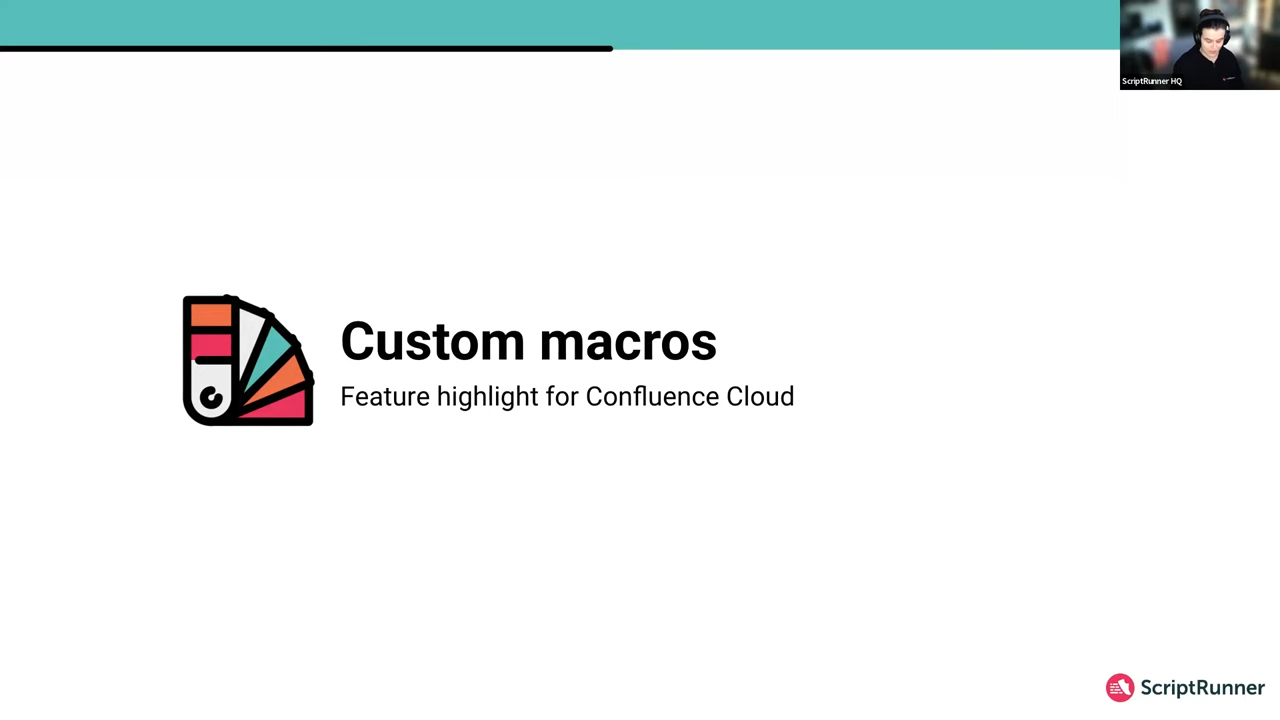 ScriptRunner HQ
Custom macros
Feature highlight for Confluence Cloud
ScriptRunner